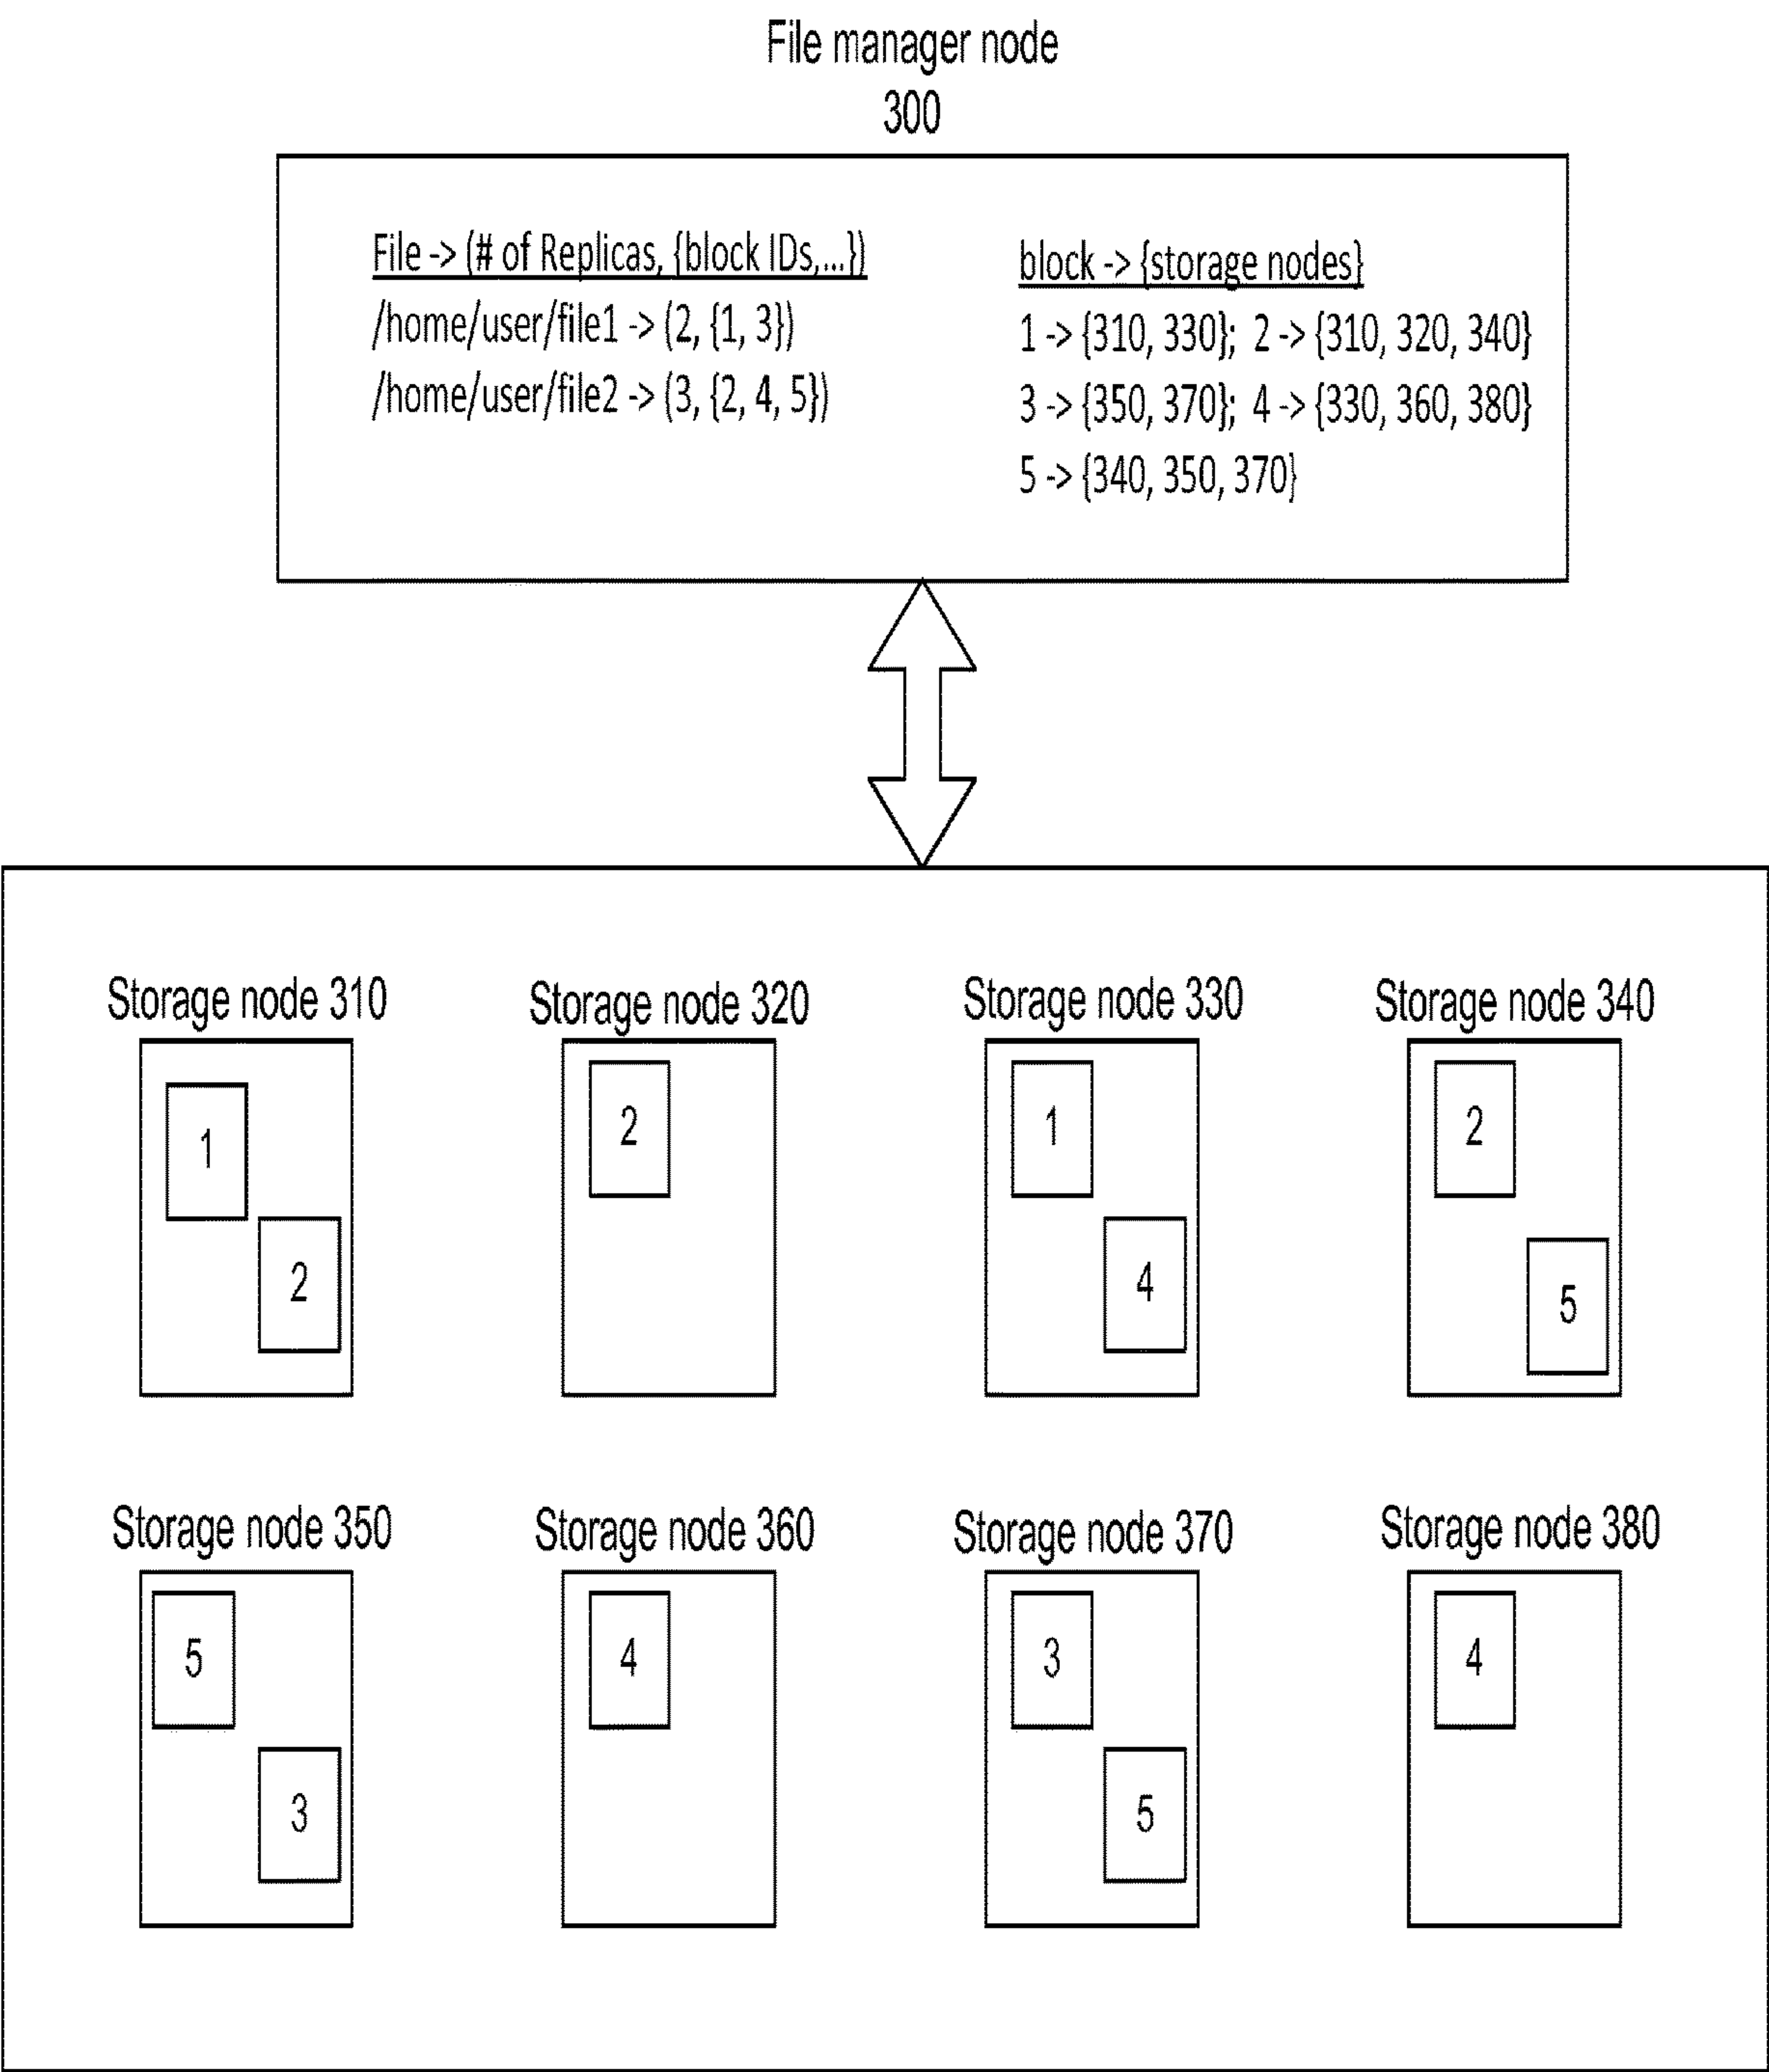 File manager node
300
File -> (# of Replicas, {block IDs,...})
/home/user/file1 -> (2, {1, 3})
/home/user/file2 -> (3, {2, 4, 5})
block -> {storage nodes}
1 -> {310, 330}; 2 -> {310, 320, 340}
3 -> {350, 370}; 4 -> {330, 360, 380}
5 -> {340, 350, 370}
Storage node 310
1
2
Storage node 320
2
Storage node 330
1
4
Storage node 340
2
5
Storage node 350
5
3
Storage node 360
4
Storage node 370
3
5
Storage node 380
4